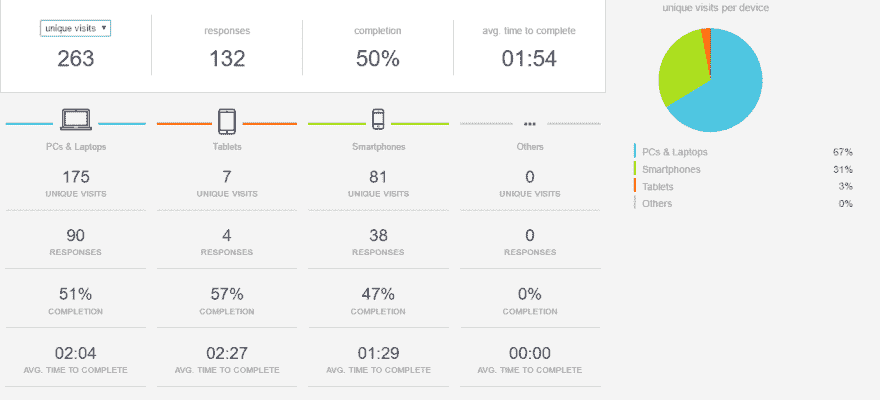 unique visits ▼ responses completion avg. time to complete
263 132 50% 01:54
PCs & Laptops Tablets Smartphones Others
175 7 81 0
UNIQUE VISITS UNIQUE VISITS UNIQUE VISITS UNIQUE VISITS
90 4 38 0
RESPONSES RESPONSES RESPONSES RESPONSES
51% 57% 47% 0%
COMPLETION COMPLETION COMPLETION COMPLETION
02:04 02:27 01:29 00:00
AVG. TIME TO COMPLETE AVG. TIME TO COMPLETE AVG. TIME TO COMPLETE AVG. TIME TO COMPLETE
unique visits per device
PCs & Laptops 67%
Smartphones 31%
Tablets 3%
Others 0%